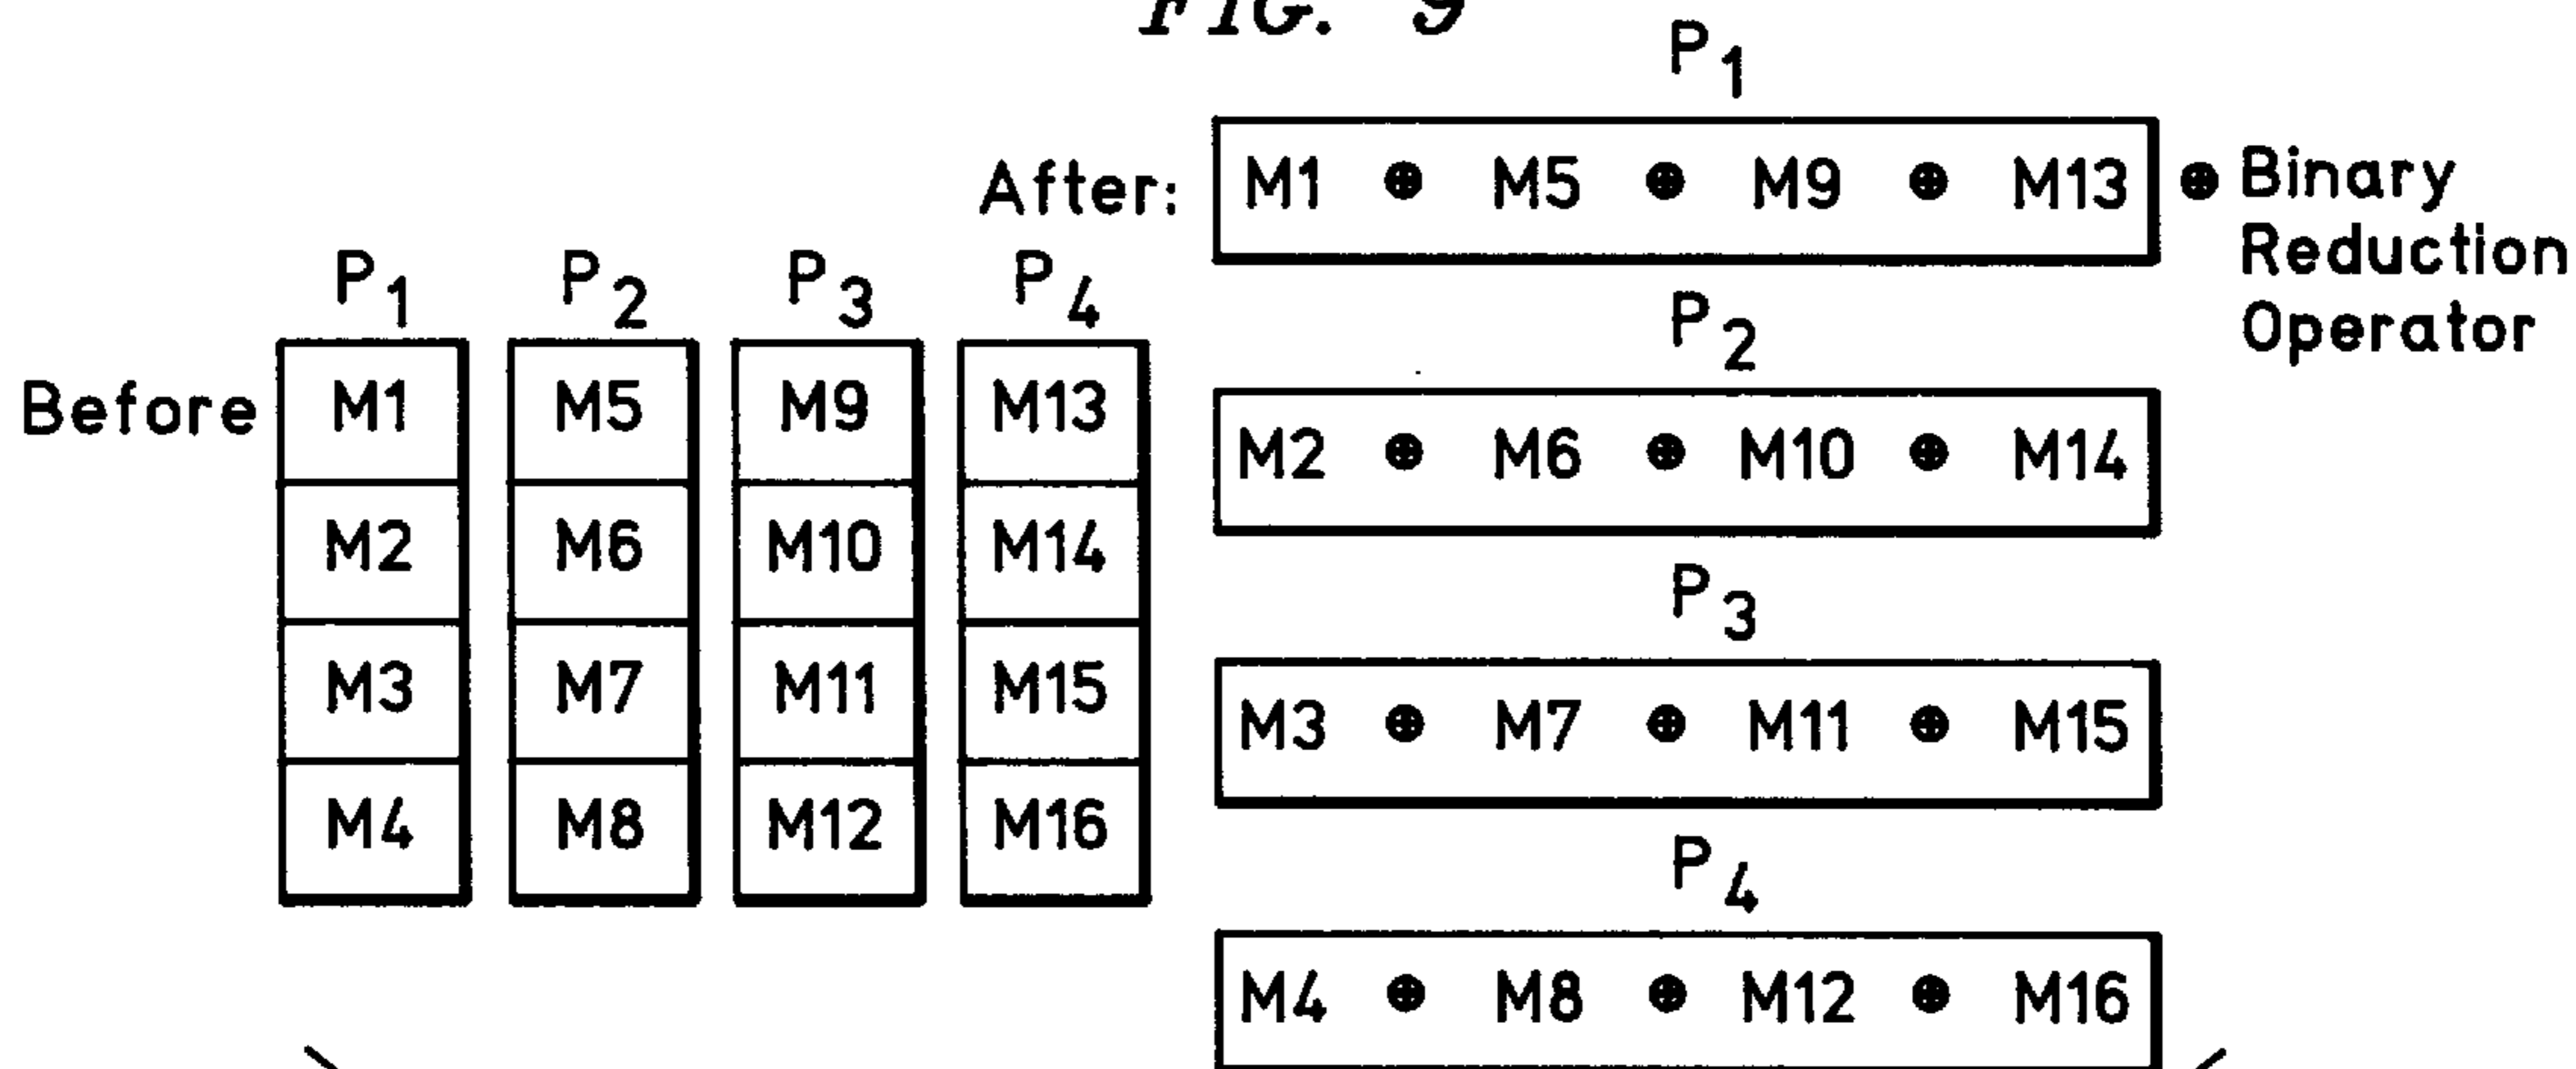 FIG. 9
Before
P1 P2 P3 P4
M1 M5 M9 M13
M2 M6 M10 M14
M3 M7 M11 M15
M4 M8 M12 M16
After:
P1
M1 ⊕ M5 ⊕ M9 ⊕ M13
⊕ Binary
Reduction
Operator
P2
M2 ⊕ M6 ⊕ M10 ⊕ M14
P3
M3 ⊕ M7 ⊕ M11 ⊕ M15
P4
M4 ⊕ M8 ⊕ M12 ⊕ M16